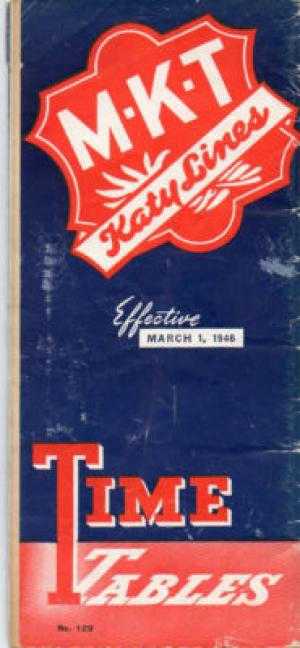 M·K·T
Katy Lines
Effective
MARCH 1, 1946
TIME
TABLES
No. 129